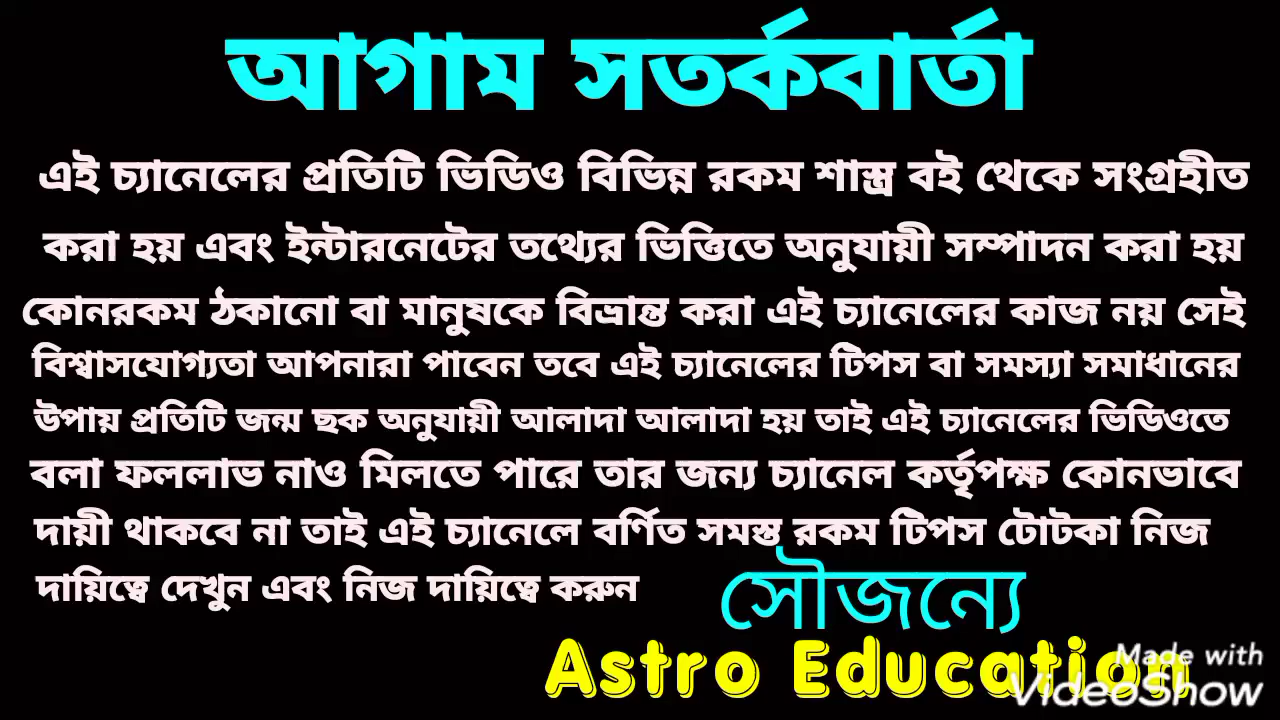 আগাম সতর্কবার্তা
এই চ্যানেলের প্রতিটি ভিডিও বিভিন্ন রকম শাস্ত্র বই থেকে সংগ্রহীত
করা হয় এবং ইন্টারনেটের তথ্যের ভিত্তিতে অনুযায়ী সম্পাদন করা হয়
কোনরকম ঠকানো বা মানুষকে বিভ্রান্ত করা এই চ্যানেলের কাজ নয় সেই
বিশ্বাসযোগ্যতা আপনারা পাবেন তবে এই চ্যানেলের টিপস বা সমস্যা সমাধানের
উপায় প্রতিটি জন্ম ছক অনুযায়ী আলাদা আলাদা হয় তাই এই চ্যানেলের ভিডিওতে
বলা ফললাভ নাও মিলতে পারে তার জন্য চ্যানেল কর্তৃপক্ষ কোনভাবে
দায়ী থাকবে না তাই এই চ্যানেলে বর্ণিত সমস্ত রকম টিপস টোটকা নিজ
দায়িত্বে দেখুন এবং নিজ দায়িত্বে করুন
সৌজন্যে
Astro Education
Made with
VideoShow